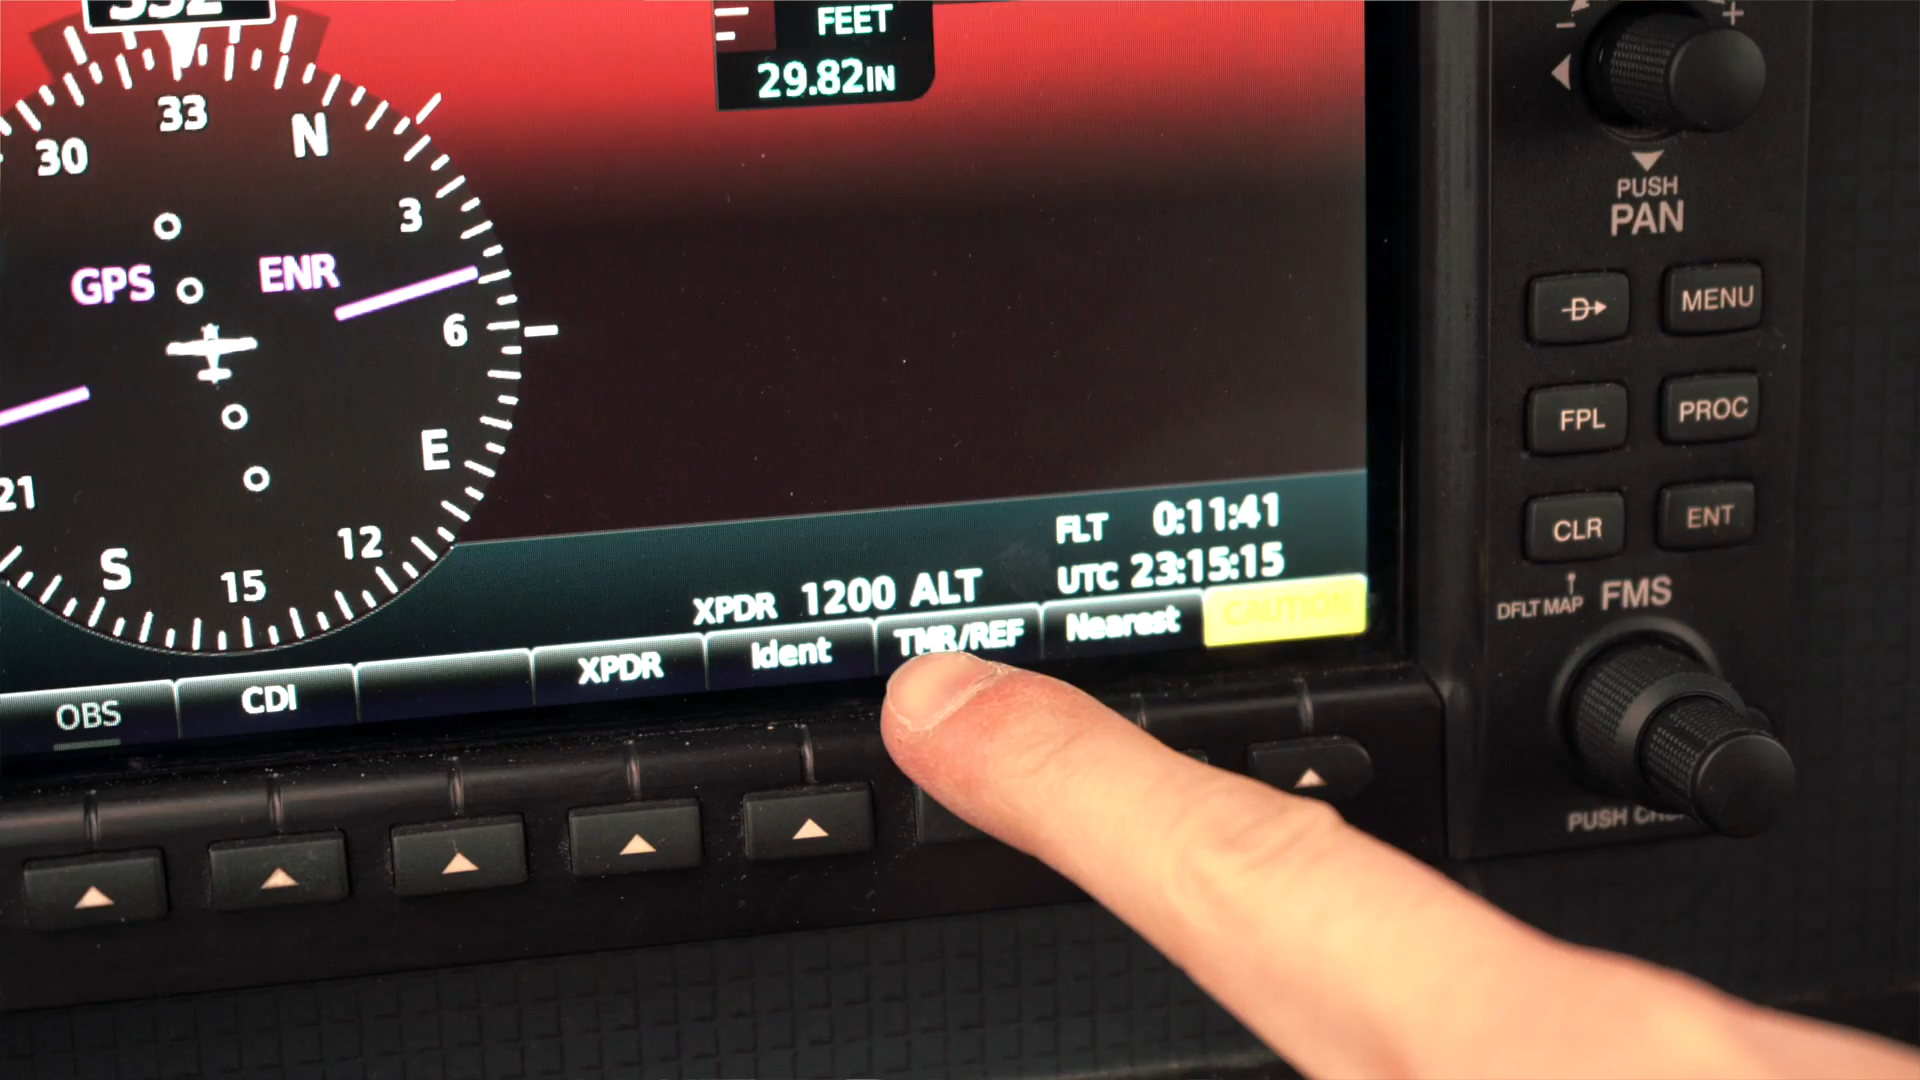 FEET
29.82IN
33
N
30
3
GPS
ENR
6
E
21
12
S
15
FLT 0:11:41
UTC 23:15:15
XPDR 1200 ALT
OBS
CDI
XPDR
Ident
TMR/REF
Nearest
CAUTION
PUSH
PAN
D
MENU
FPL
PROC
CLR
ENT
DFLT MAP
FMS
PUSH